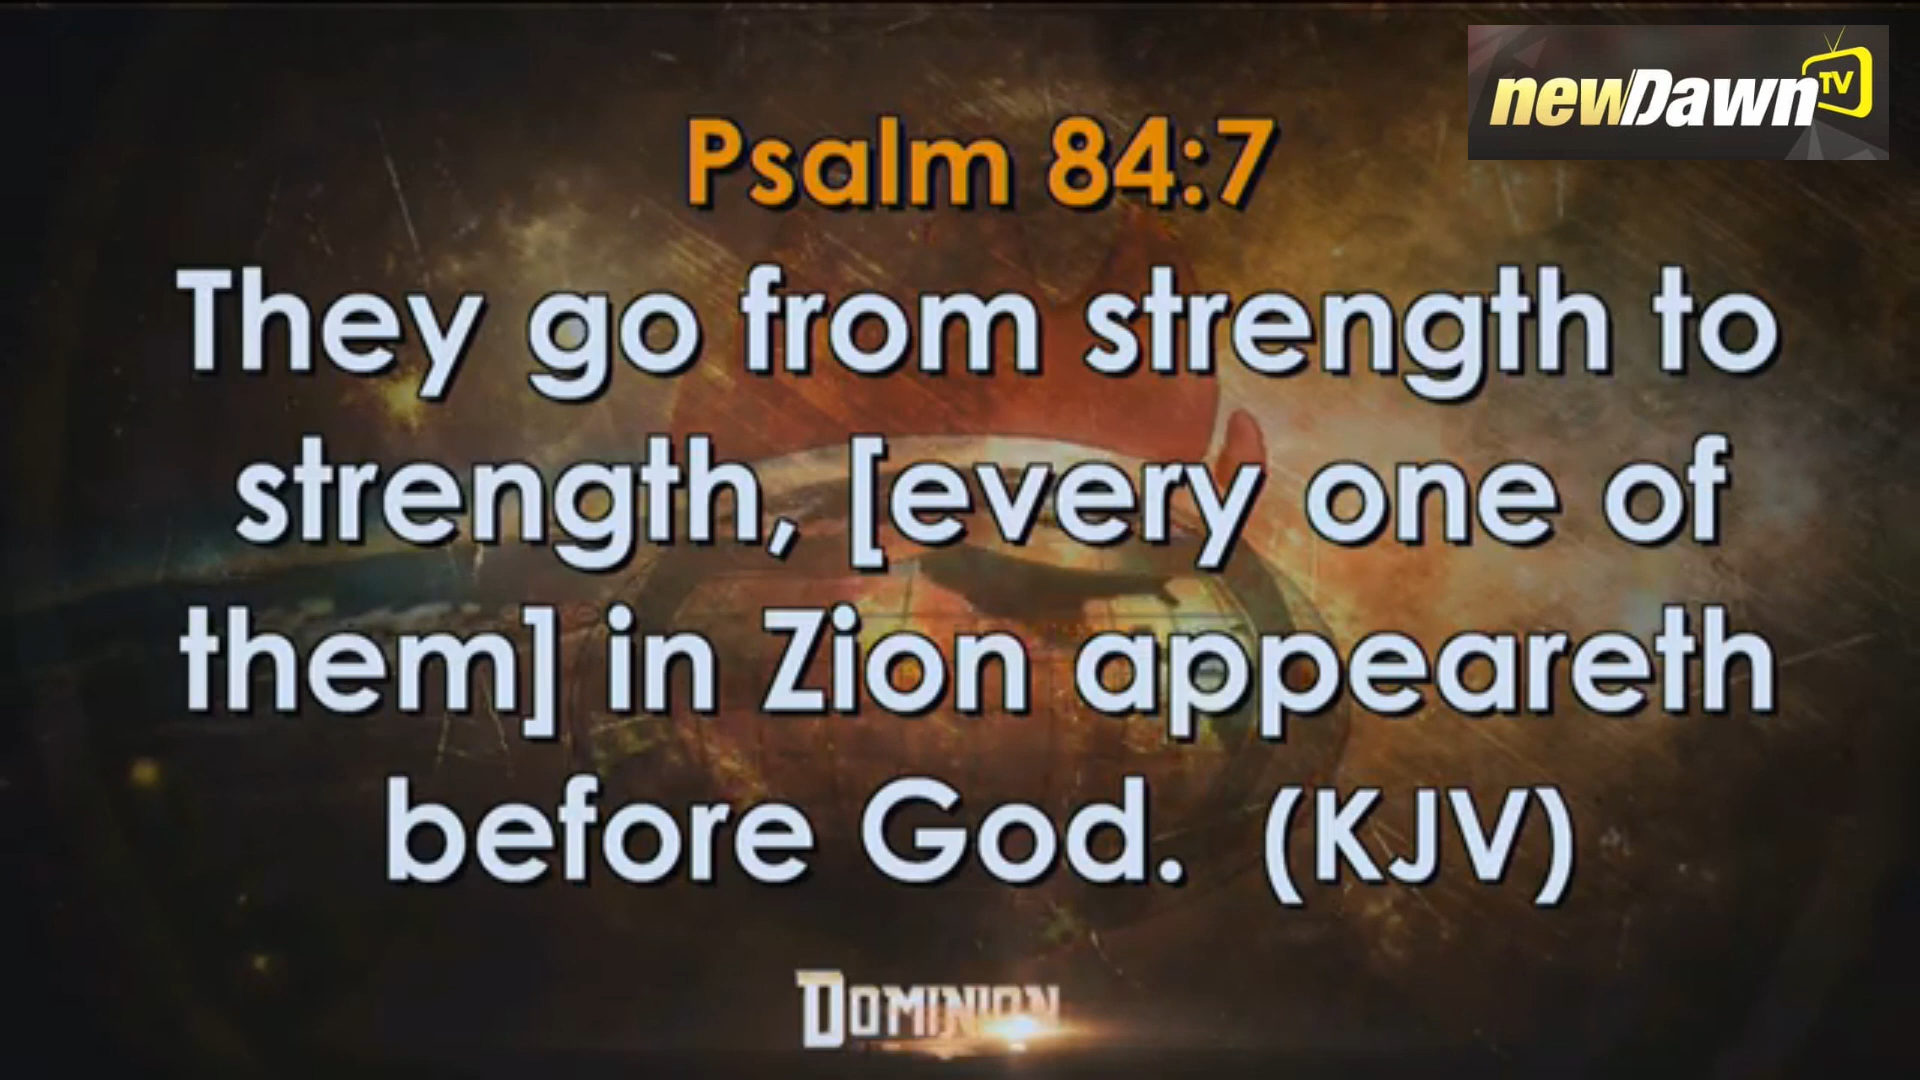 newDawn TV
Psalm 84:7
They go from strength to
strength, [every one of
them] in Zion appeareth
before God. (KJV)
DOMINION